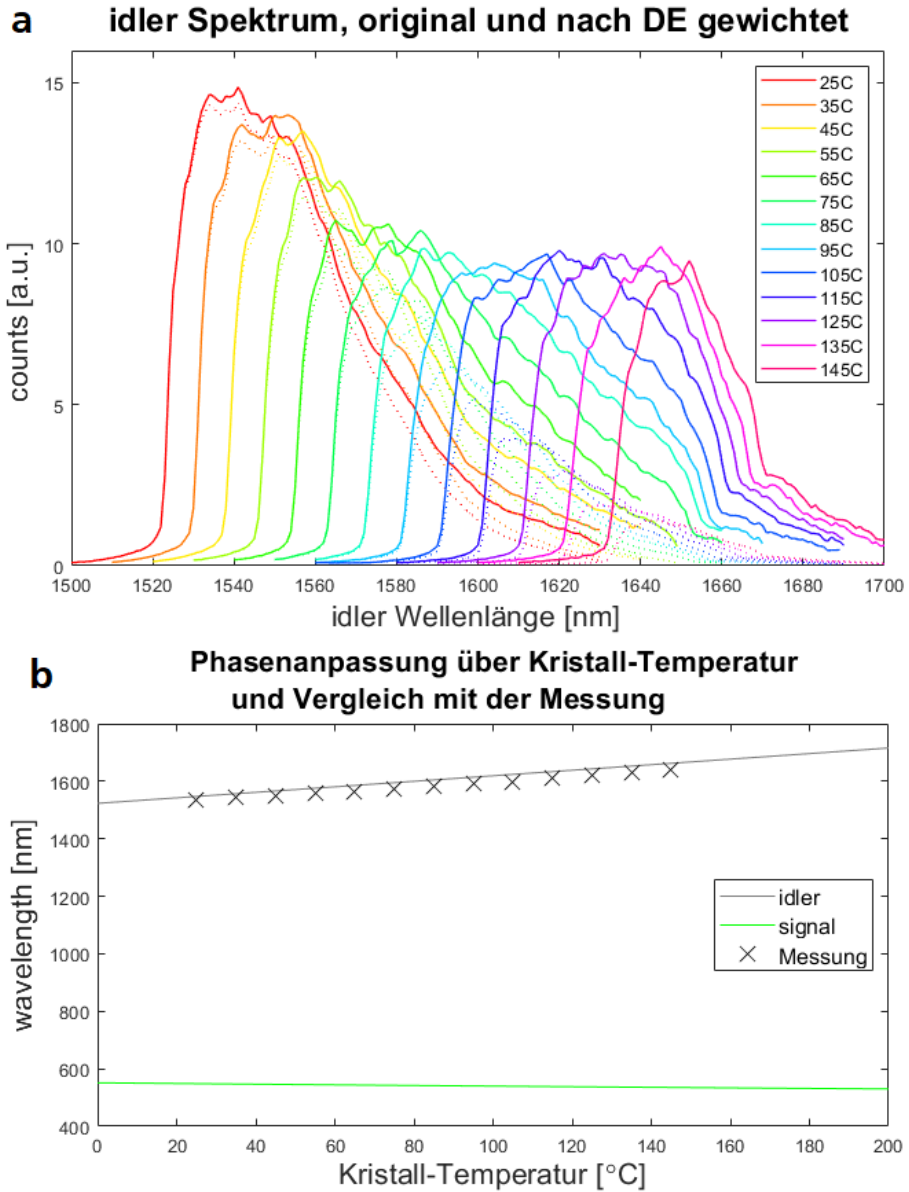 a
idler Spektrum, original und nach DE gewichtet
counts [a.u.]
15
10
5
0
25C
35C
45C
55C
65C
75C
85C
95C
105C
115C
125C
135C
145C
1500
1520
1540
1560
1580
1600
1620
1640
1660
1680
1700
idler Wellenlänge [nm]
b
Phasenanpassung über Kristall-Temperatur
und Vergleich mit der Messung
wavelength [nm]
1800
1600
1400
1200
1000
800
600
400
idler
signal
Messung
0
20
40
60
80
100
120
140
160
180
200
Kristall-Temperatur [°C]